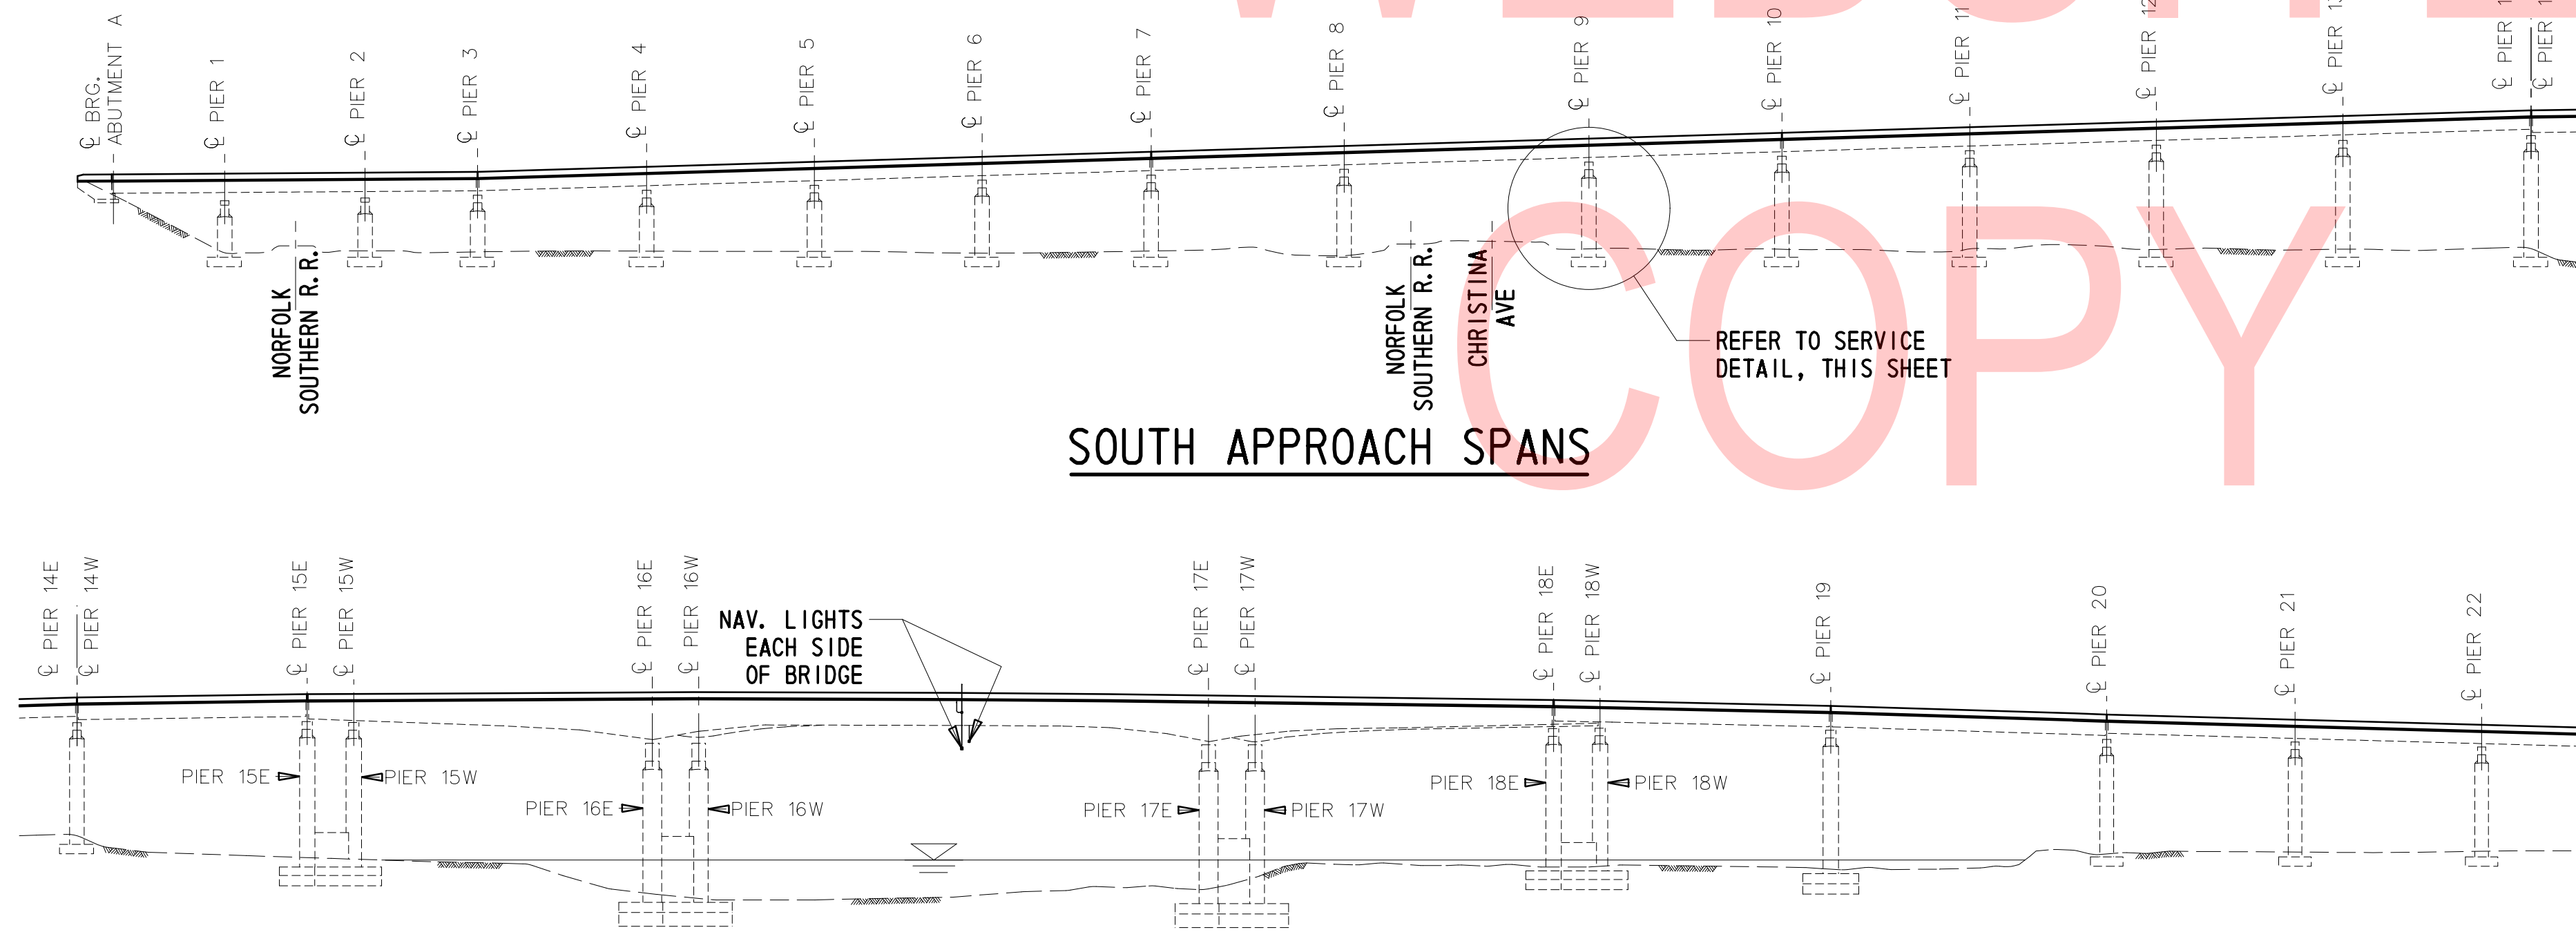 ℄ BRG.
ABUTMENT A
℄ PIER 1
℄ PIER 2
℄ PIER 3
℄ PIER 4
℄ PIER 5
℄ PIER 6
℄ PIER 7
℄ PIER 8
℄ PIER 9
℄ PIER 10
℄ PIER 11
℄ PIER 12
℄ PIER
℄ PIER
℄ PIER
NORFOLK
SOUTHERN R.R.
NORFOLK
SOUTHERN R.R.
CHRISTINA
AVE
REFER TO SERVICE
DETAIL, THIS SHEET
COPY
SOUTH APPROACH SPANS
℄ PIER 14E
℄ PIER 14W
℄ PIER 15E
℄ PIER 15W
℄ PIER 16E
℄ PIER 16W
℄ PIER 17E
℄ PIER 17W
℄ PIER 18E
℄ PIER 18W
℄ PIER 19
℄ PIER 20
℄ PIER 21
℄ PIER 22
NAV. LIGHTS
EACH SIDE
OF BRIDGE
PIER 15E
PIER 15W
PIER 16E
PIER 16W
PIER 17E
PIER 17W
PIER 18E
PIER 18W